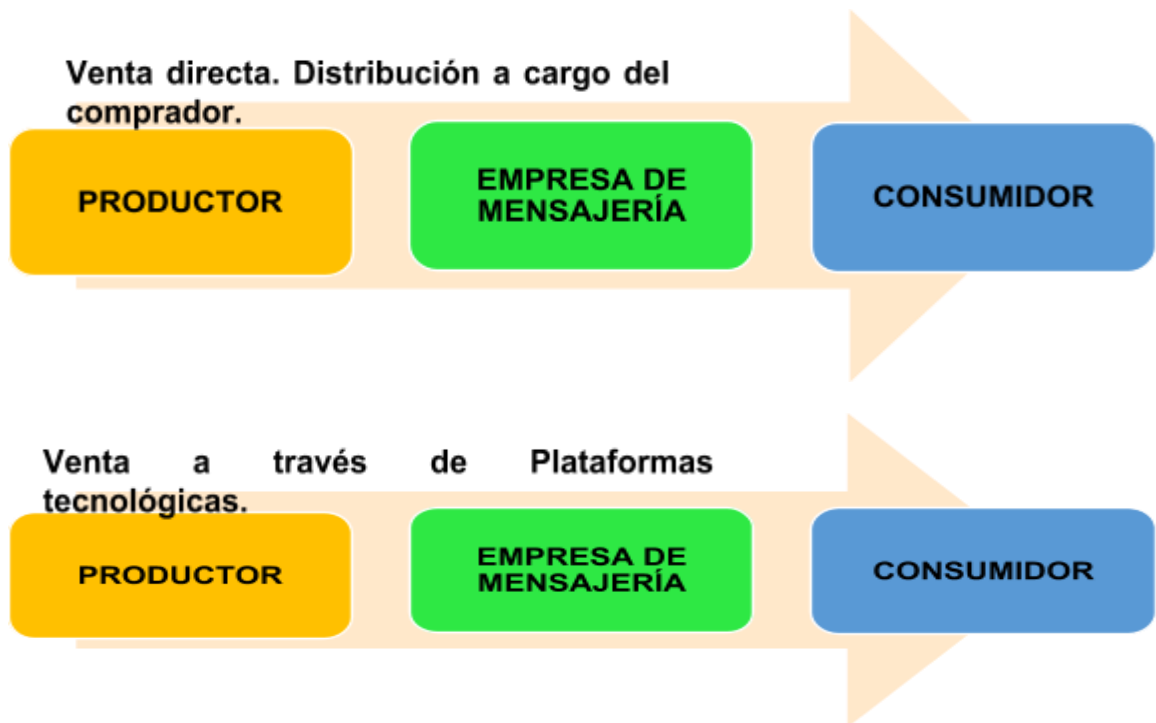 Venta directa. Distribución a cargo del
comprador.
PRODUCTOR
EMPRESA DE
MENSAJERÍA
CONSUMIDOR
Venta a través de Plataformas
tecnológicas.
PRODUCTOR
EMPRESA DE
MENSAJERÍA
CONSUMIDOR